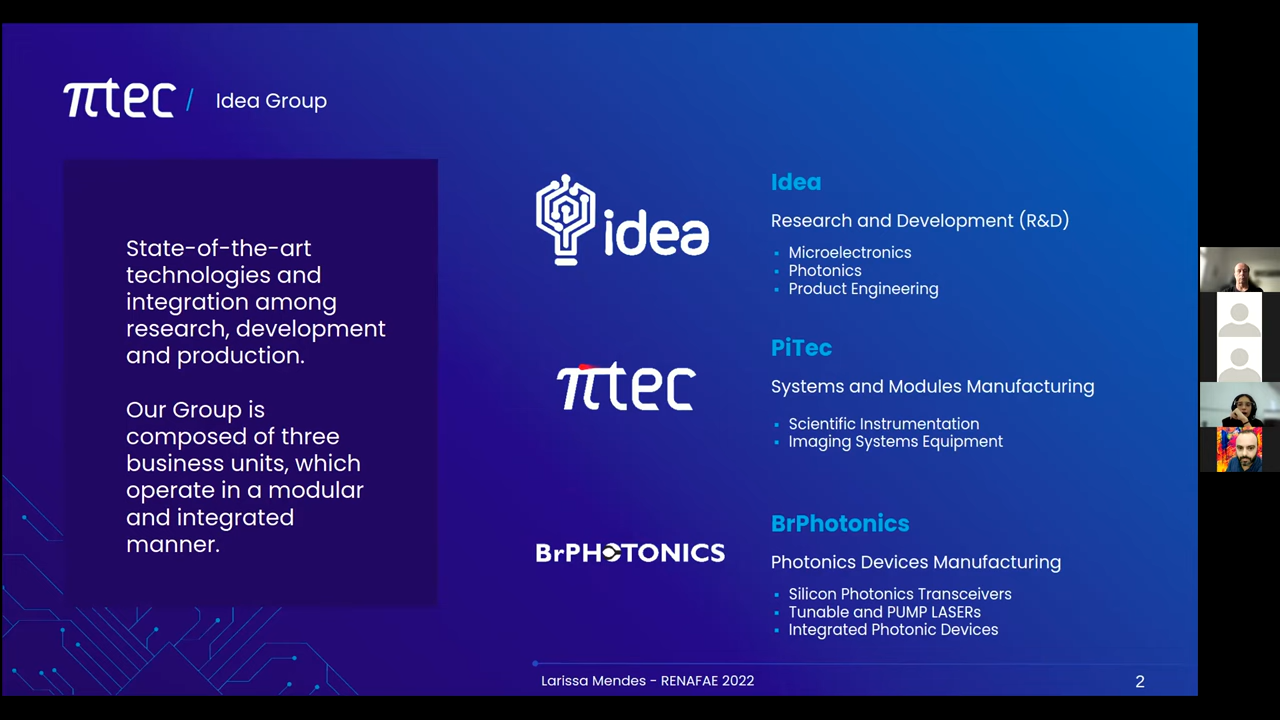 πtec / Idea Group
State-of-the-art
technologies and
integration among
research, development
and production.
Our Group is
composed of three
business units, which
operate in a modular
and integrated
manner.
idea
Idea
Research and Development (R&D)
▪ Microelectronics
▪ Photonics
▪ Product Engineering
πtec
PiTec
Systems and Modules Manufacturing
▪ Scientific Instrumentation
▪ Imaging Systems Equipment
BrPHOTONICS
BrPhotonics
Photonics Devices Manufacturing
▪ Silicon Photonics Transceivers
▪ Tunable and PUMP LASERs
▪ Integrated Photonic Devices
Larissa Mendes - RENAFAE 2022
2